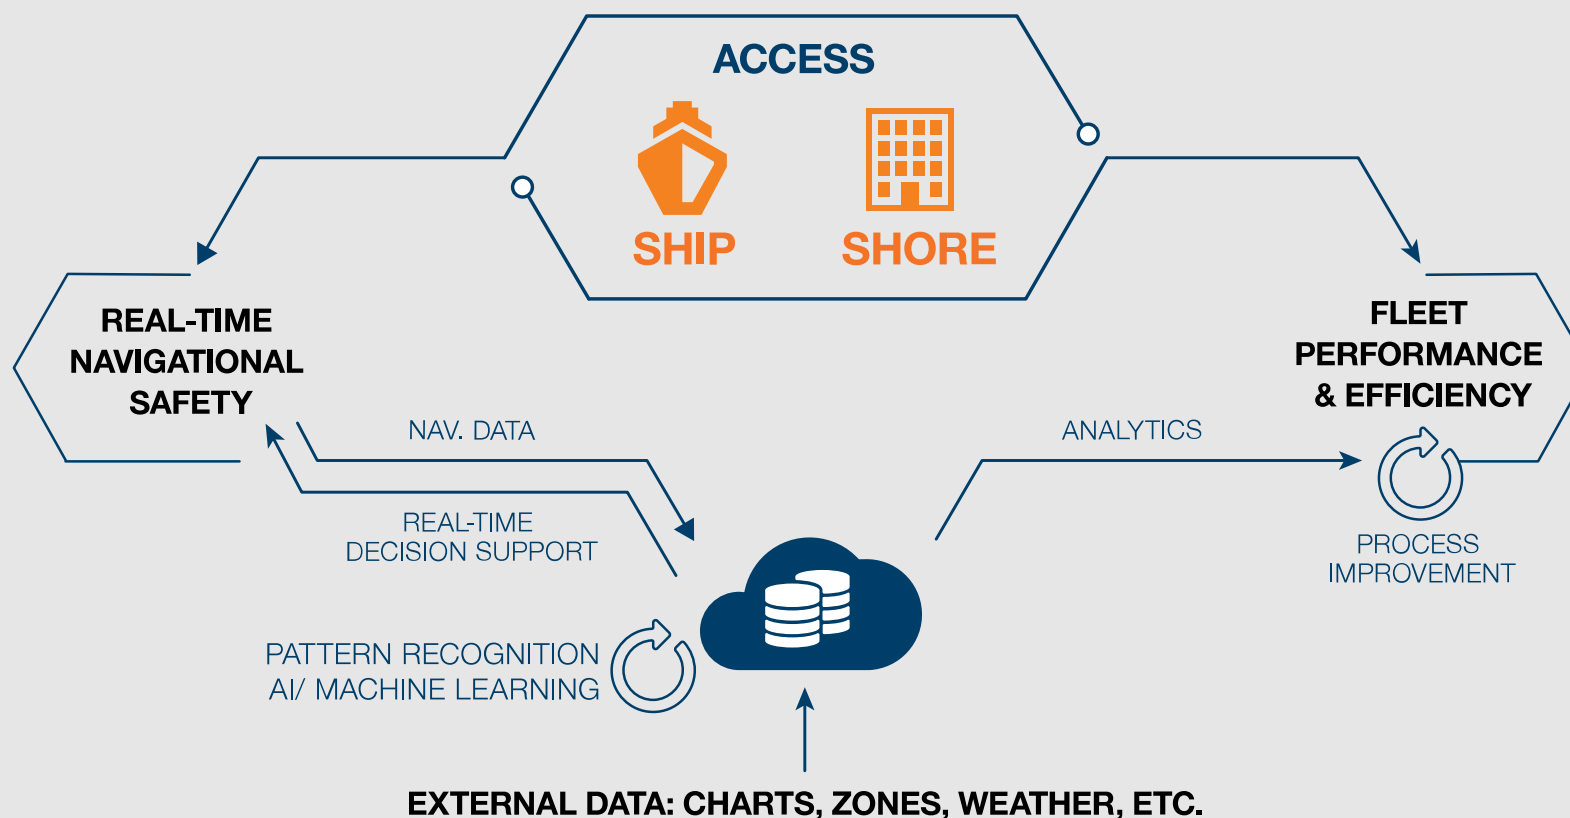 ACCESS
SHIP
SHORE
REAL-TIME
NAVIGATIONAL
SAFETY
FLEET
PERFORMANCE
& EFFICIENCY
NAV. DATA
ANALYTICS
REAL-TIME
DECISION SUPPORT
PROCESS
IMPROVEMENT
PATTERN RECOGNITION
AI/ MACHINE LEARNING
EXTERNAL DATA: CHARTS, ZONES, WEATHER, ETC.